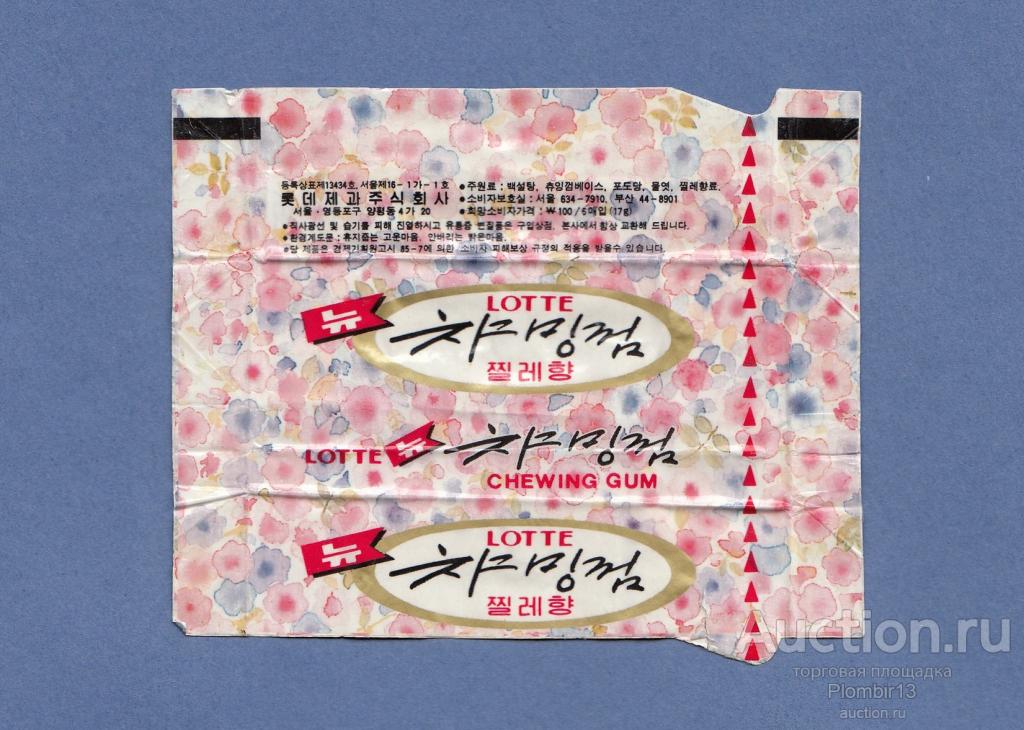 등록상표제13434호, 서울제16-1가-1호
롯데제과주식회사
서울·영등포구 양평동4가 20
●주원료 : 백설탕, 츄잉껌베이스, 포도당, 물엿, 찔레향료.
●소비자보호실 : 서울 634-7910, 부산 44-8901
●희망소비자가격 : ₩100/6매입(17g)
●직사광선 및 습기를 피해 진열하시고 유통중 변질품은 구입상점, 본사에서 항상 교환해 드립니다.
●환경계도문 : 휴지줍는 고운마음, 안버리는 밝은마음.
●당 제품은 경제기획원고시 85-7에 의한 소비자 피해보상 규정의 적용을 받을수 있습니다.
뉴
LOTTE
차밍껌
찔레향
LOTTE 뉴 차밍껌
CHEWING GUM
뉴
LOTTE
차밍껌
찔레향
Auction.ru
торговая площадка
Plombir13
auction.ru